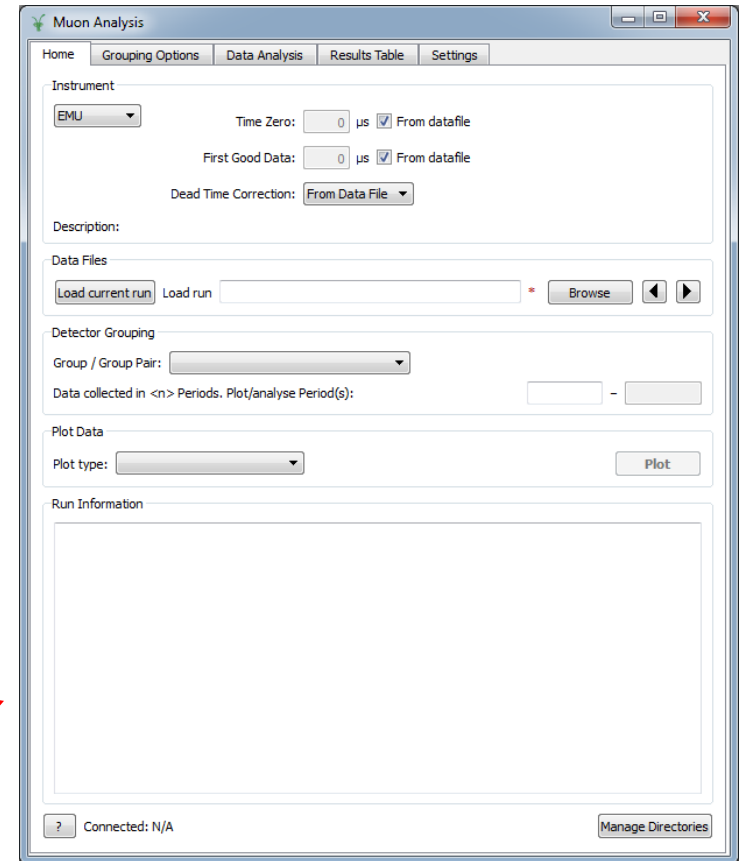 Muon Analysis
Home Grouping Options Data Analysis Results Table Settings
Instrument
EMU Time Zero: 0 µs From datafile
First Good Data: 0 µs From datafile
Dead Time Correction: From Data File
Description:
Data Files
Load current run Load run * Browse
Detector Grouping
Group / Group Pair:
Data collected in <n> Periods. Plot/analyse Period(s): -
Plot Data
Plot type: Plot
Run Information
? Connected: N/A Manage Directories